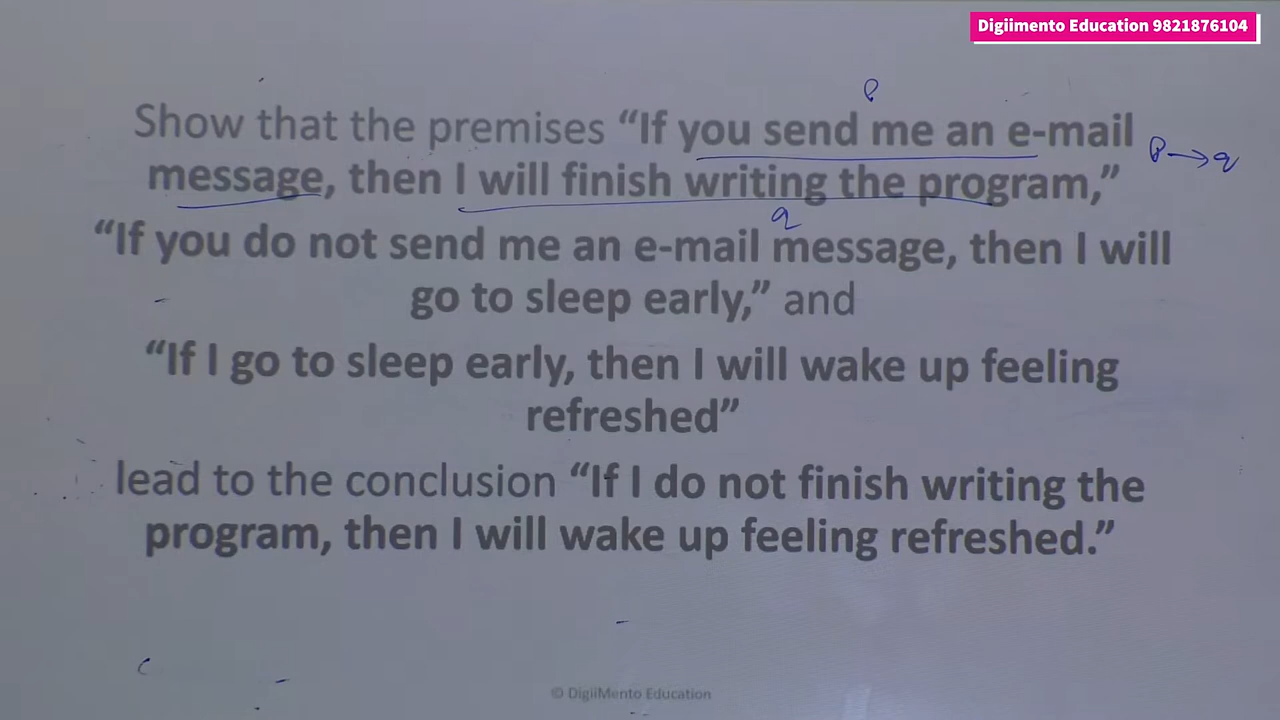 Digiimento Education 9821876104
P
Show that the premises “If you send me an e-mail
P→q
message, then I will finish writing the program,”
q
“If you do not send me an e-mail message, then I will
go to sleep early,” and
“If I go to sleep early, then I will wake up feeling
refreshed”
lead to the conclusion “If I do not finish writing the
program, then I will wake up feeling refreshed.”
© DigiiMento Education